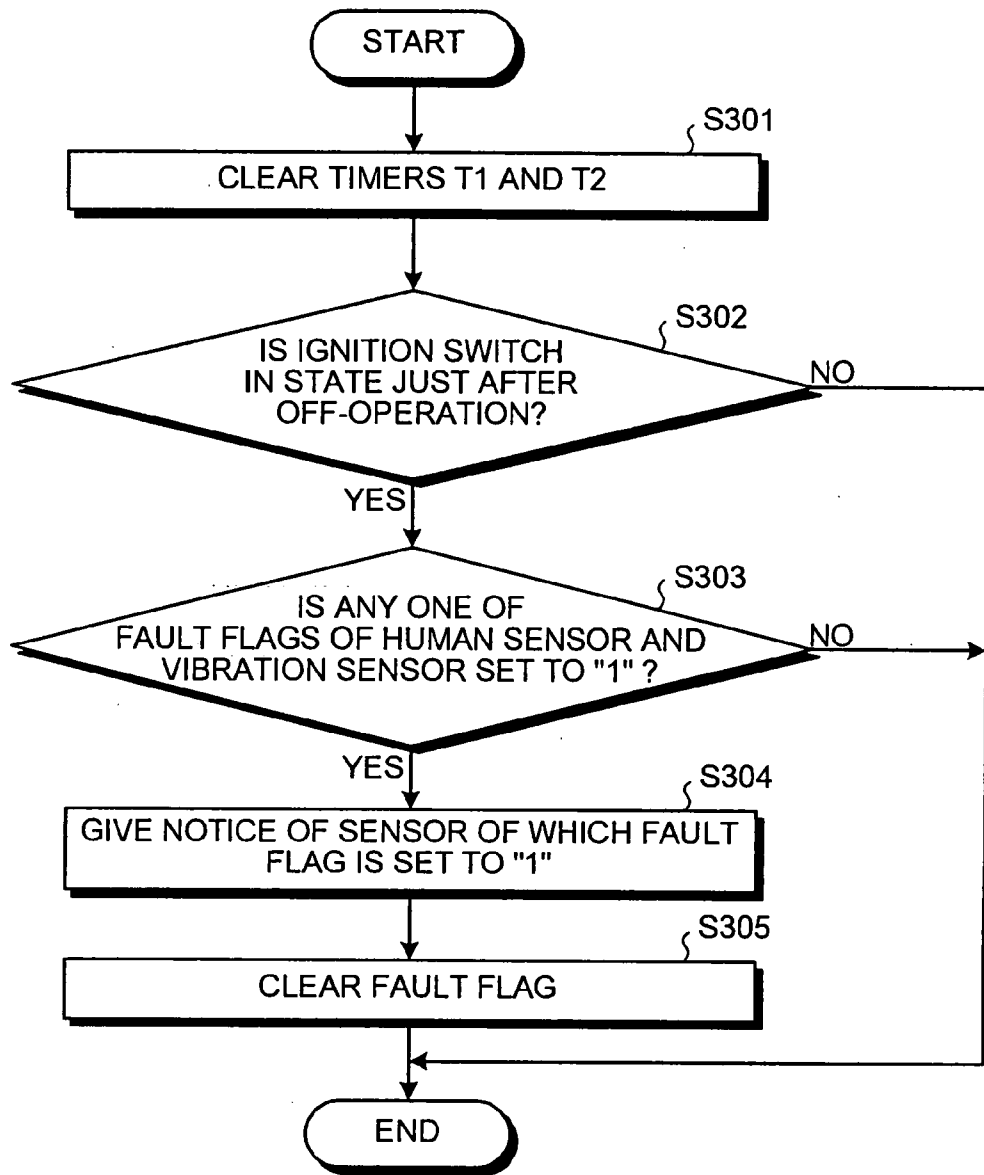 START
S301
CLEAR TIMERS T1 AND T2
S302
IS IGNITION SWITCH
IN STATE JUST AFTER
OFF-OPERATION?
NO
YES
S303
IS ANY ONE OF
FAULT FLAGS OF HUMAN SENSOR AND
VIBRATION SENSOR SET TO "1" ?
NO
YES
S304
GIVE NOTICE OF SENSOR OF WHICH FAULT
FLAG IS SET TO "1"
S305
CLEAR FAULT FLAG
END